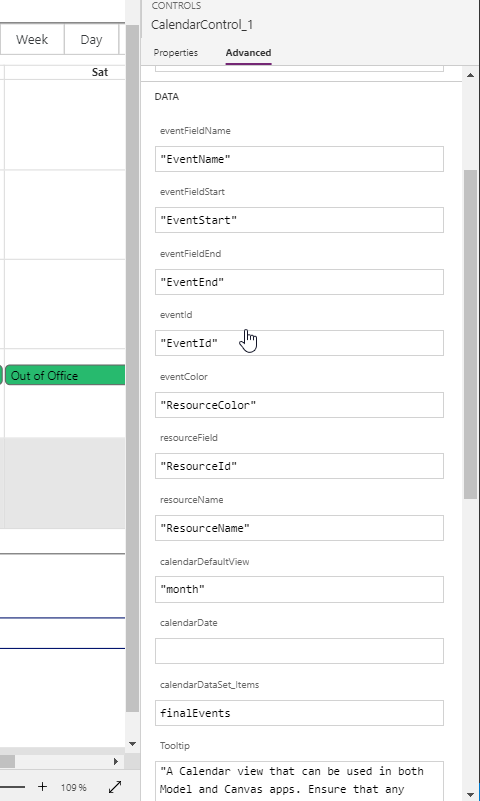 CONTROLS
CalendarControl_1
Week Day
Properties Advanced
Sat
DATA
eventFieldName
"EventName"
eventFieldStart
"EventStart"
eventFieldEnd
"EventEnd"
eventId
"EventId"
Out of Office
eventColor
"ResourceColor"
resourceField
"ResourceId"
resourceName
"ResourceName"
calendarDefaultView
"month"
calendarDate
calendarDataSet_Items
finalEvents
Tooltip
"A Calendar view that can be used in both
Model and Canvas apps. Ensure that any
109 %